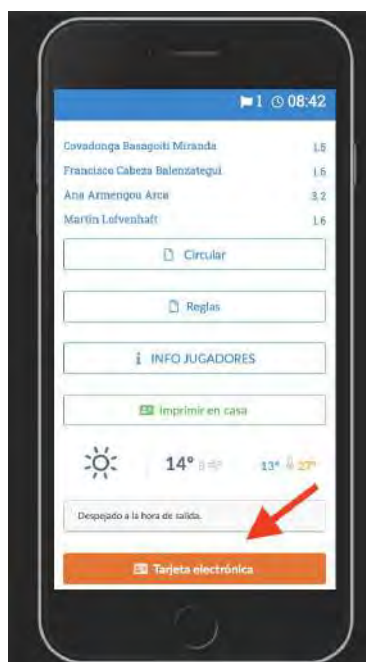 1 08:42
Covadonga Basagoiti Miranda 1.5
Francisco Cabeza Balenzategui 1.6
Ana Armengou Arca 3.2
Martin Lofvenhaft 1.6
Circular
Reglas
INFO JUGADORES
Imprimir en casa
14° 13° 27°
Despejado a la hora de salida.
Tarjeta electrónica